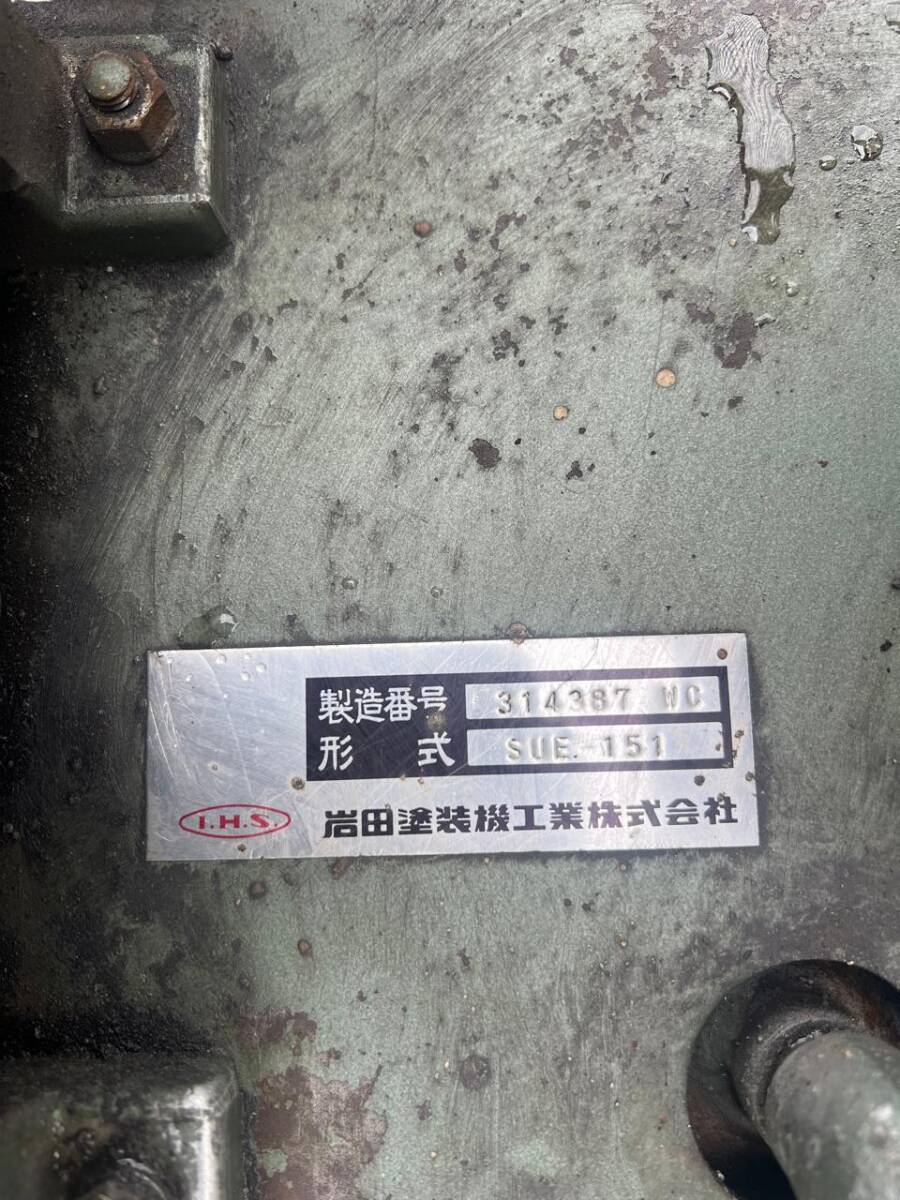 製造番号 314387 WC
形式 SUE-151
I.H.S. 岩田塗装機工業株式会社